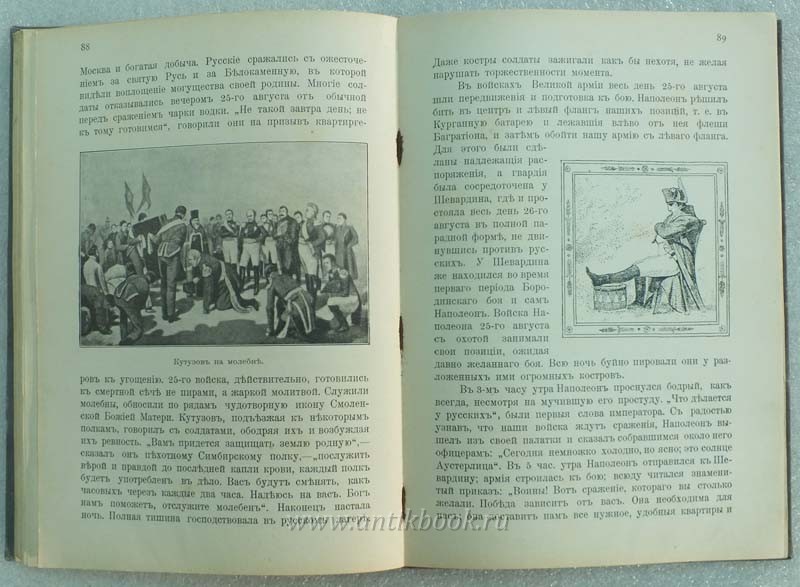 88
Москва и богатая добыча. Русскіе сражались съ ожесточе-
ніемъ за святую Русь и за Бѣлокаменную, въ которой
видѣли воплощеніе могущества своей родины. Многіе сол-
даты отказывались вечеромъ 25-го августа отъ обычной
передъ сраженіемъ чарки водки. „Не такой завтра день; не
къ тому готовимся“, говорили они на призывъ квартирге-
Кутузовъ на молебнѣ.
ровъ къ угощенію. 25-го войска, дѣйствительно, готовились
къ смертной сѣчѣ не пирами, а жаркой молитвой. Служили
молебны, обносили по рядамъ чудотворную икону Смолен-
ской Божіей Матери. Кутузовъ, подъѣзжая къ нѣкоторымъ
полкамъ, говорилъ съ солдатами, ободряя ихъ и возбуждая
ихъ ревность. „Вамъ придется защищать землю родную“,—
сказалъ онъ пѣхотному Симбирскому полку,—„послужить
вѣрой и правдой до послѣдней капли крови, каждый полкъ
будетъ употребленъ въ дѣло. Васъ будутъ смѣнять, какъ
часовыхъ черезъ каждые два часа. Надѣюсь на васъ. Богъ
намъ поможетъ, отслужите молебенъ“. Наконецъ настала
ночь. Полная тишина господствовала въ русскомъ лагерѣ
89
Даже костры солдаты зажигали какъ бы нехотя, не желая
нарушать торжественности момента.
Въ войскахъ Великой арміи весь день 25-го августа
шли передвиженія и подготовка къ бою. Наполеонъ рѣшилъ
бить въ центръ и лѣвый флангъ нашихъ позицій, т. е. въ
Курганную батарею и лежавшія влѣво отъ нея флеши
Багратіона, и затѣмъ обойти нашу армію съ лѣваго фланга.
Для этого были сдѣ-
ланы надлежащія рас-
поряженія, а гвардія
была сосредоточена у
Шевардина, гдѣ и про-
стояла весь день 26-го
августа въ полной па-
радной формѣ, не дви-
нувшись противъ рус-
скихъ. У Шевардина
же находился во время
перваго періода Боро-
динскаго боя и самъ
Наполеонъ. Войска На-
полеона 25-го августа
съ охотой занимали
свои позиціи, ожидая
давно желаннаго боя. Всю ночь буйно пировали они у раз-
ложенныхъ ими огромныхъ костровъ.
Въ 3-мъ часу утра Наполеонъ проснулся бодрый, какъ
всегда, несмотря на мучившую его простуду. „Что дѣлается
у русскихъ“, были первыя слова императора. Съ радостью
узнавъ, что наши войска ждутъ сраженія, Наполеонъ вы-
шелъ изъ своей палатки и сказалъ собравшимся около него
офицерамъ: „Сегодня немножко холодно, но ясно; это солнце
Аустерлица“. Въ 5 час. утра Наполеонъ отправился къ Ше-
вардину; армія строилась къ бою; всюду читался знамени-
тый приказъ: „Воины! Вотъ сраженіе, котораго вы столько
желали. Побѣда зависитъ отъ васъ. Она необходима для
насъ; она доставитъ намъ все нужное, удобныя квартиры и
www.antikbook.ru